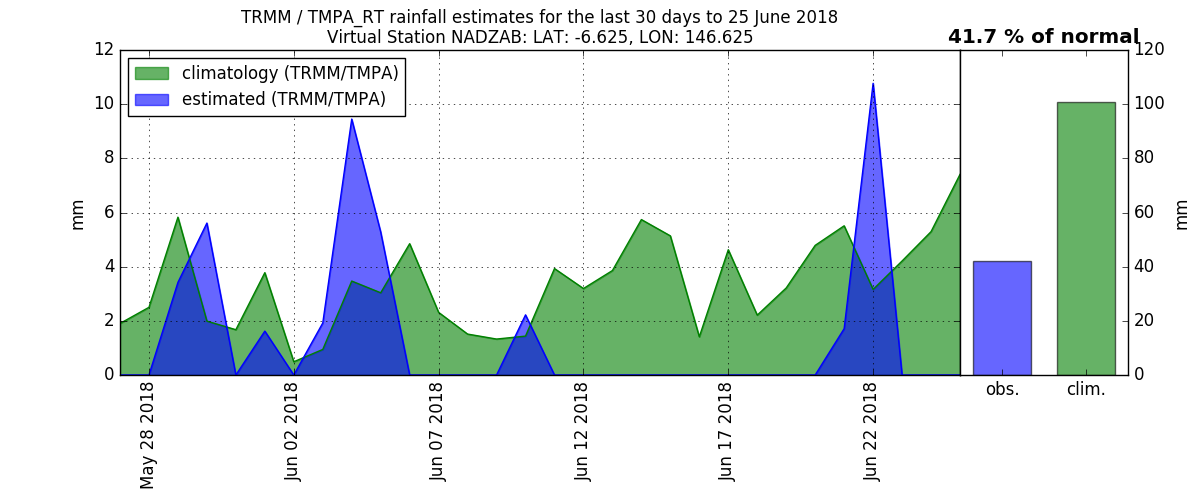 TRMM / TMPA_RT rainfall estimates for the last 30 days to 25 June 2018
Virtual Station NADZAB: LAT: -6.625, LON: 146.625
41.7 % of normal
climatology (TRMM/TMPA)
estimated (TRMM/TMPA)
12
10
8
6
4
2
0
mm
May 28 2018
Jun 02 2018
Jun 07 2018
Jun 12 2018
Jun 17 2018
Jun 22 2018
120
100
80
60
40
20
0
mm
obs.
clim.